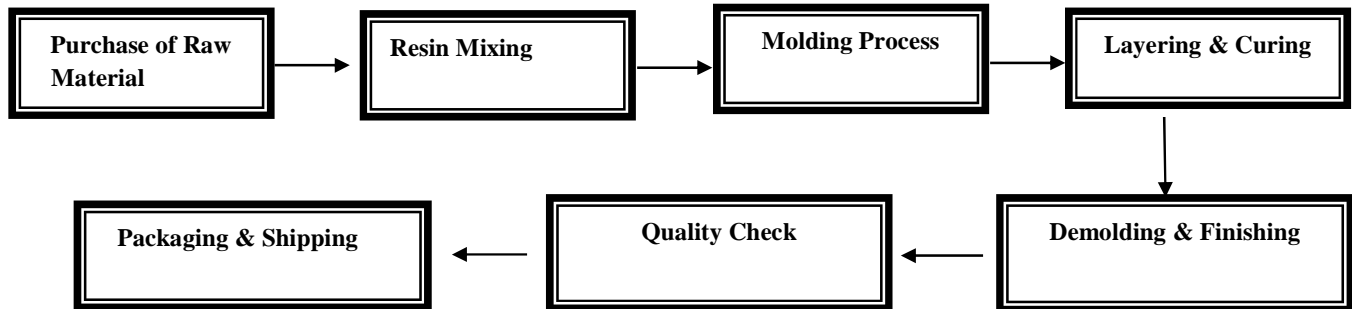 Purchase of Raw
Material
Resin Mixing
Molding Process
Layering & Curing
Demolding & Finishing
Quality Check
Packaging & Shipping